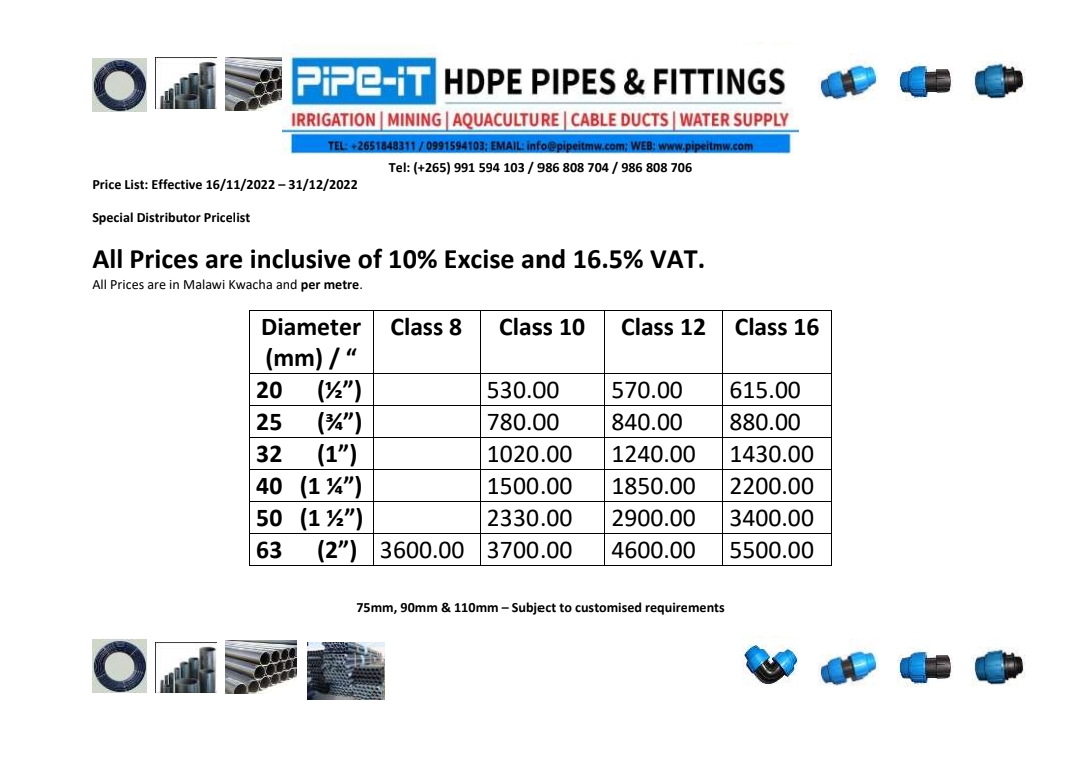 PiPe-iT HDPE PIPES & FITTINGS
IRRIGATION | MINING | AQUACULTURE | CABLE DUCTS | WATER SUPPLY
TEL: +2651848311 / 0991594103; EMAIL: info@pipeitmw.com; WEB: www.pipeitmw.com
Tel: (+265) 991 594 103 / 986 808 704 / 986 808 706
Price List: Effective 16/11/2022 – 31/12/2022
Special Distributor Pricelist
All Prices are inclusive of 10% Excise and 16.5% VAT.
All Prices are in Malawi Kwacha and per metre.
Diameter (mm) / “ Class 8 Class 10 Class 12 Class 16
20 (½”) 530.00 570.00 615.00
25 (¾”) 780.00 840.00 880.00
32 (1”) 1020.00 1240.00 1430.00
40 (1 ¼”) 1500.00 1850.00 2200.00
50 (1 ½”) 2330.00 2900.00 3400.00
63 (2”) 3600.00 3700.00 4600.00 5500.00
75mm, 90mm & 110mm – Subject to customised requirements